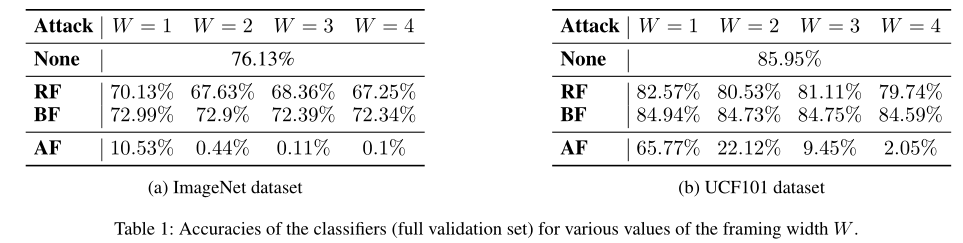 Attack W = 1 W = 2 W = 3 W = 4
None 76.13%
RF 70.13% 67.63% 68.36% 67.25%
BF 72.99% 72.9% 72.39% 72.34%
AF 10.53% 0.44% 0.11% 0.1%
(a) ImageNet dataset
Attack W = 1 W = 2 W = 3 W = 4
None 85.95%
RF 82.57% 80.53% 81.11% 79.74%
BF 84.94% 84.73% 84.75% 84.59%
AF 65.77% 22.12% 9.45% 2.05%
(b) UCF101 dataset
Table 1: Accuracies of the classifiers (full validation set) for various values of the framing width W.